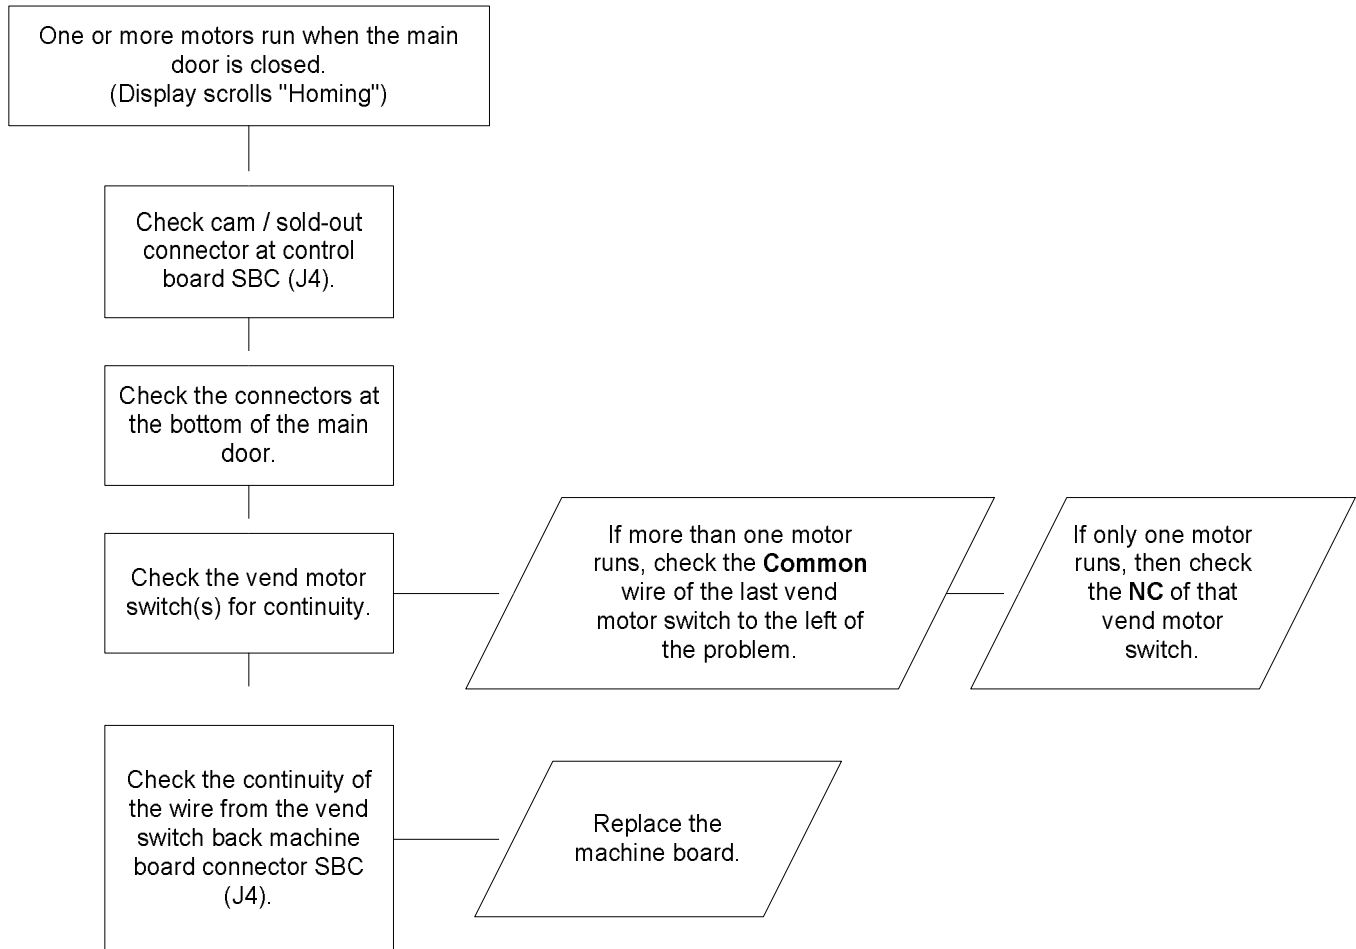 One or more motors run when the main
door is closed.
(Display scrolls "Homing")
Check cam / sold-out
connector at control
board SBC (J4).
Check the connectors at
the bottom of the main
door.
Check the vend motor
switch(s) for continuity.
If more than one motor
runs, check the Common
wire of the last vend
motor switch to the left of
the problem.
If only one motor
runs, then check
the NC of that
vend motor
switch.
Check the continuity of
the wire from the vend
switch back machine
board connector SBC
(J4).
Replace the
machine board.